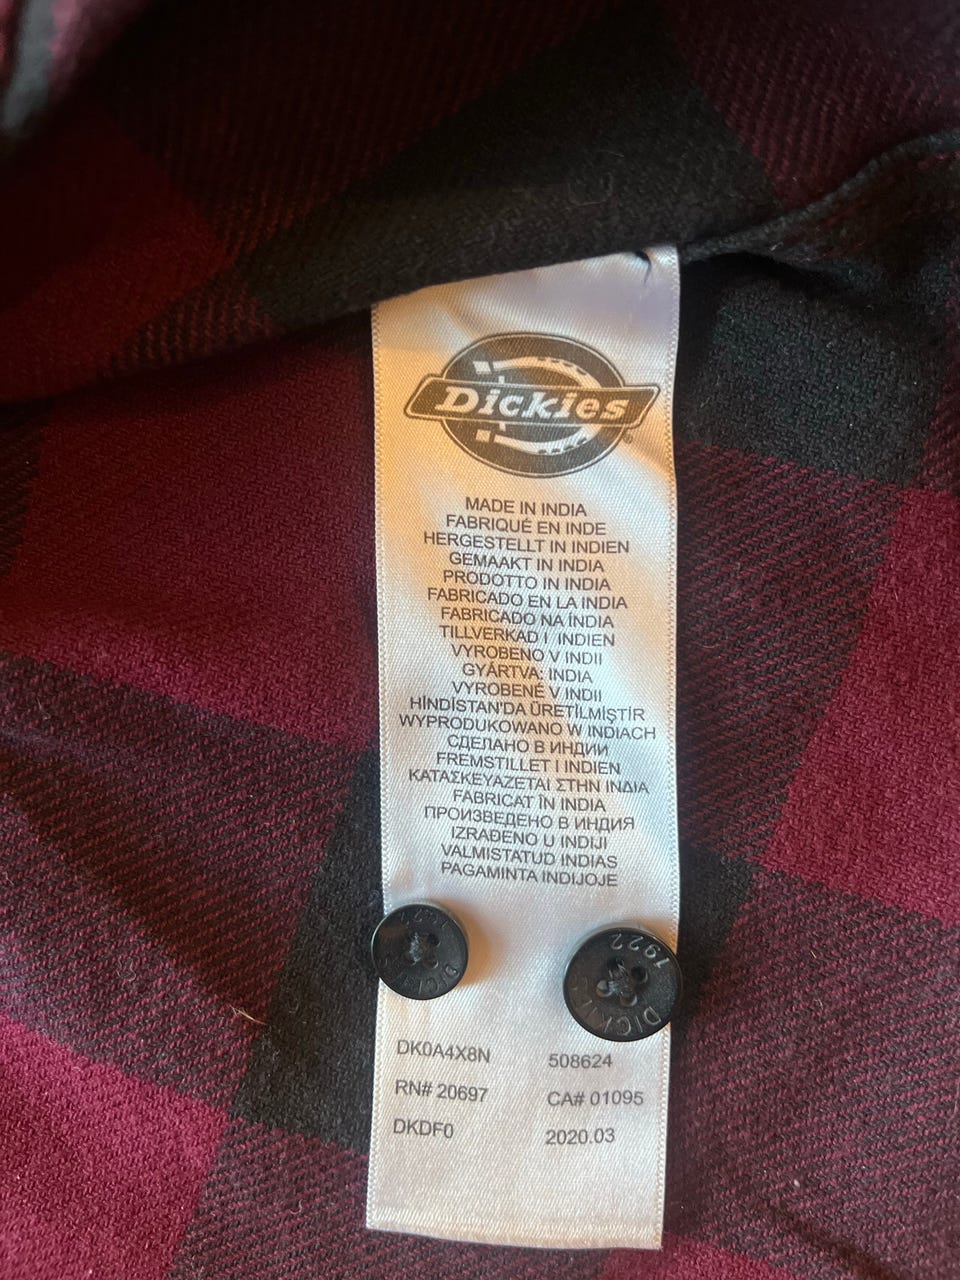 Dickies
®
MADE IN INDIA
FABRIQUÉ EN INDE
HERGESTELLT IN INDIEN
GEMAAKT IN INDIA
PRODOTTO IN INDIA
FABRICADO EN LA INDIA
FABRICADO NA ÍNDIA
TILLVERKAD I INDIEN
VYROBENO V INDII
GYÁRTVA: INDIA
VYROBENÉ V INDII
HİNDİSTAN'DA ÜRETİLMİŞTİR
WYPRODUKOWANO W INDIACH
СДЕЛАНО В ИНДИИ
FREMSTILLET I INDIEN
ΚΑΤΑΣΚΕΥΑΖΕΤΑΙ ΣΤΗΝ ΙΝΔΙΑ
FABRICAT ÎN INDIA
ПРОИЗВЕДЕНО В ИНДИЯ
IZRAĐENO U INDIJI
VALMISTATUD INDIAS
PAGAMINTA INDIJOJE
1922
DK0A4X8N 508624
RN# 20697 CA# 01095
DKDF0 2020.03